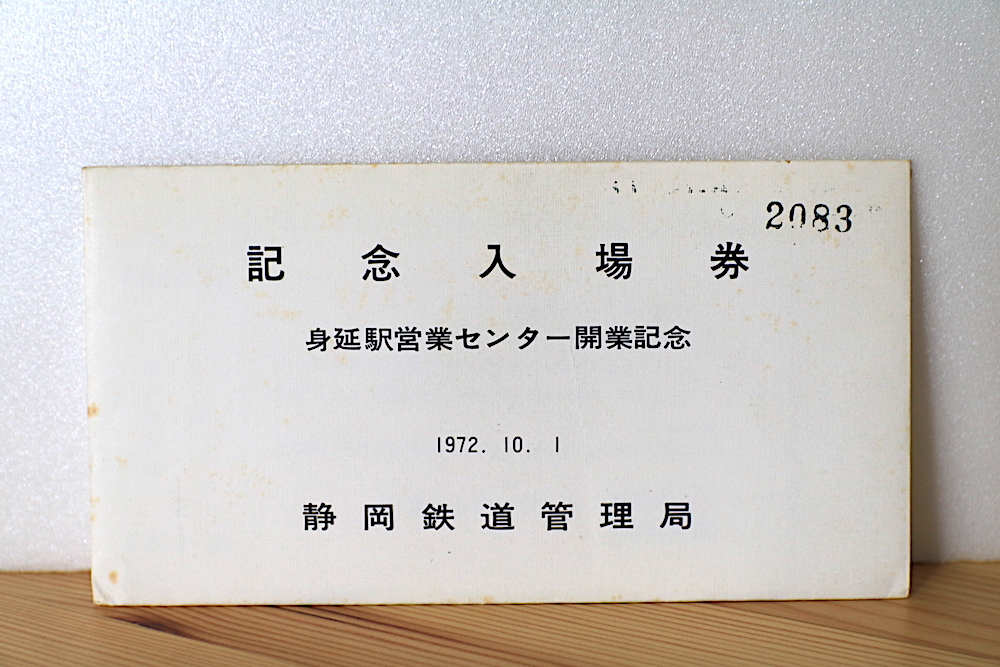 2083
記念入場券
身延駅営業センター開業記念
1972. 10. 1
静岡鉄道管理局